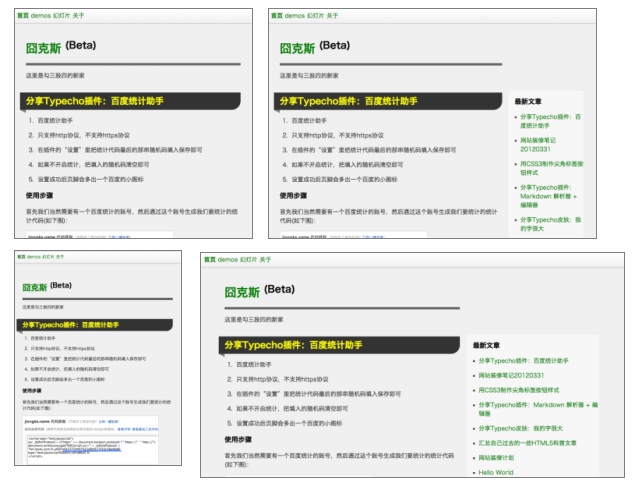 首页 demos 幻灯片 关于
囧克斯 (Beta)
这里是勾三股四的新家
分享Typecho插件：百度统计助手
1. 百度统计助手
2. 只支持http协议，不支持https协议
3. 在插件的“设置”里把统计代码最后的那串随机码填入保存即可
4. 如果不开启统计，把填入的随机码清空即可
5. 设置成功后页脚会多出一个百度的小图标
使用步骤
首先我们当然需要有一个百度统计的账号，然后通过这个账号生成我们要统计的统
计代码(如下图):
首页 demos 幻灯片 关于
囧克斯 (Beta)
这里是勾三股四的新家
分享Typecho插件：百度统计助手
1. 百度统计助手
2. 只支持http协议，不支持https协议
3. 在插件的“设置”里把统计代码最后的那串随机码填入保存即可
4. 如果不开启统计，把填入的随机码清空即可
5. 设置成功后页脚会多出一个百度的小图标
使用步骤
首先我们当然需要有一个百度统计的账号，然后通过这个账号生成我们要统计的统
计代码(如下图):
最新文章
分享Typecho插件：百
度统计助手
网站装修笔记
20120331
用CSS3制作尖角标签按
钮样式
分享Typecho插件：
Markdown 解析器 +
编辑器
分享Typecho皮肤：我
的字很大
首页 demos 幻灯片 关于
囧克斯 (Beta)
这里是勾三股四的新家
分享Typecho插件：百度统计助手
1. 百度统计助手
2. 只支持http协议，不支持https协议
3. 在插件的“设置”里把统计代码最后的那串随机码填入保存即可
4. 如果不开启统计，把填入的随机码清空即可
5. 设置成功后页脚会多出一个百度的小图标
使用步骤
首先我们当然需要有一个百度统计的账号，然后通过这个账号生成我们要统计的统
计代码(如下图):
jiongks.name 代码获取
首页 demos 幻灯片 关于
囧克斯 (Beta)
这里是勾三股四的新家
分享Typecho插件：百度统计助手
1. 百度统计助手
2. 只支持http协议，不支持https协议
3. 在插件的“设置”里把统计代码最后的那串随机码填入保存即可
4. 如果不开启统计，把填入的随机码清空即可
5. 设置成功后页脚会多出一个百度的小图标
使用步骤
首先我们当然需要有一个百度统计的账号，然后通过这个账号生成我们要统计的统计代码
(如下图):
最新文章
分享Typecho插件：百度统计助手
网站装修笔记20120331
用CSS3制作尖角标签按钮样式
分享Typecho插件：Markdown 解析器 + 编
辑器
分享Typecho皮肤：我的字很大
汇总自己过去的一些HTML5科普文章
网站装修计划
Hello World